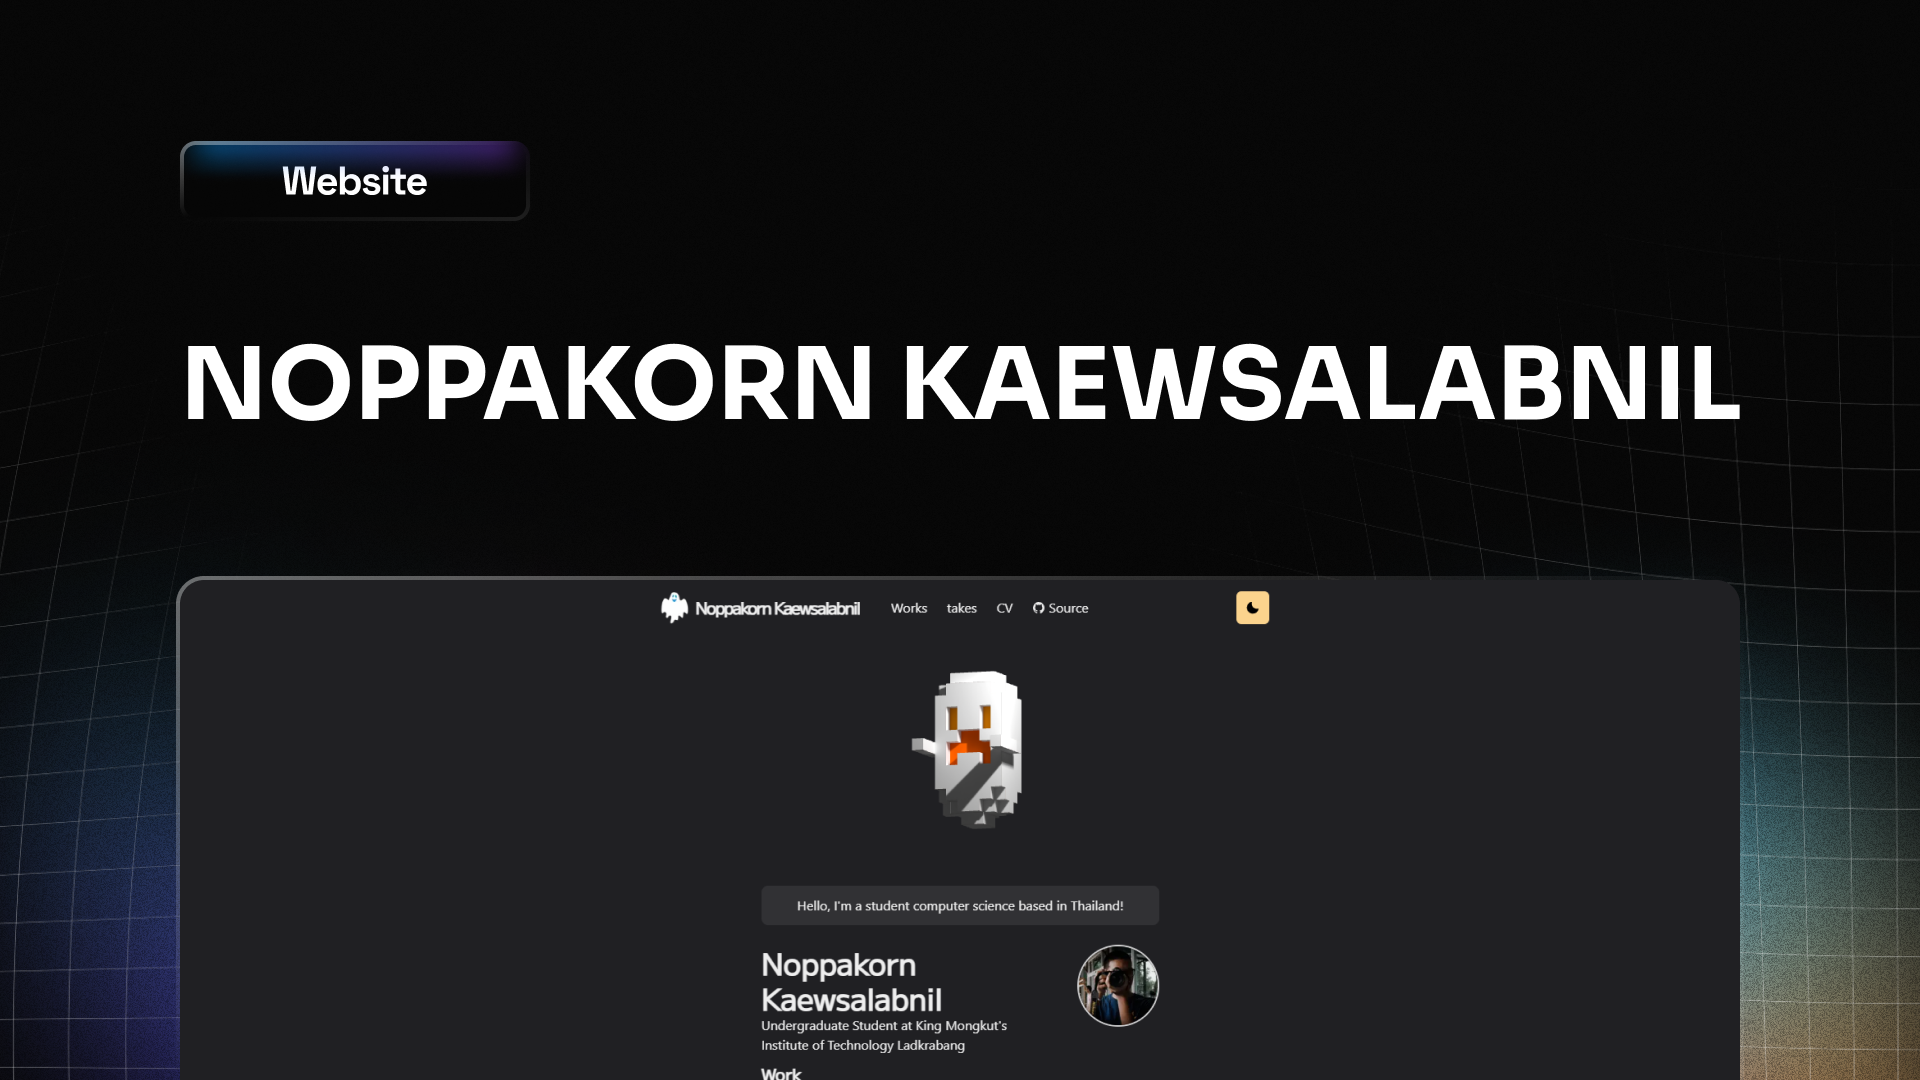 Website
NOPPAKORN KAEWSALABNIL
Noppakorn Kaewsalabnil Works takes CV Source
Hello, I'm a student computer science based in Thailand!
Noppakorn
Kaewsalabnil
Undergraduate Student at King Mongkut's
Institute of Technology Ladkrabang
Work